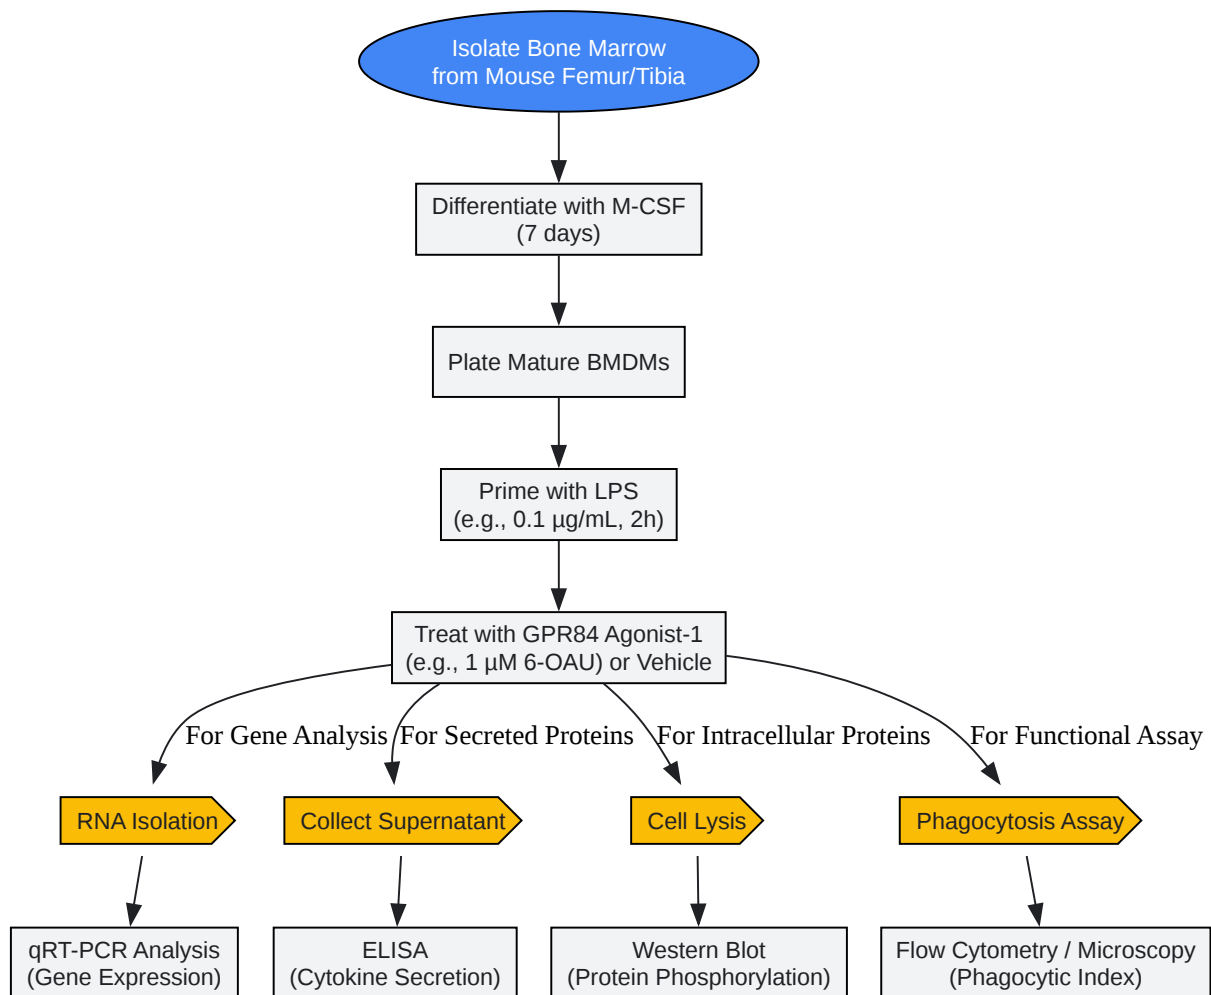 Isolate Bone Marrow
from Mouse Femur/Tibia
Differentiate with M-CSF
(7 days)
Plate Mature BMDMs
Prime with LPS
(e.g., 0.1 µg/mL, 2h)
Treat with GPR84 Agonist-1
(e.g., 1 µM 6-OAU) or Vehicle
For Gene Analysis
For Secreted Proteins
For Intracellular Proteins
For Functional Assay
RNA Isolation
Collect Supernatant
Cell Lysis
Phagocytosis Assay
qRT-PCR Analysis
(Gene Expression)
ELISA
(Cytokine Secretion)
Western Blot
(Protein Phosphorylation)
Flow Cytometry / Microscopy
(Phagocytic Index)